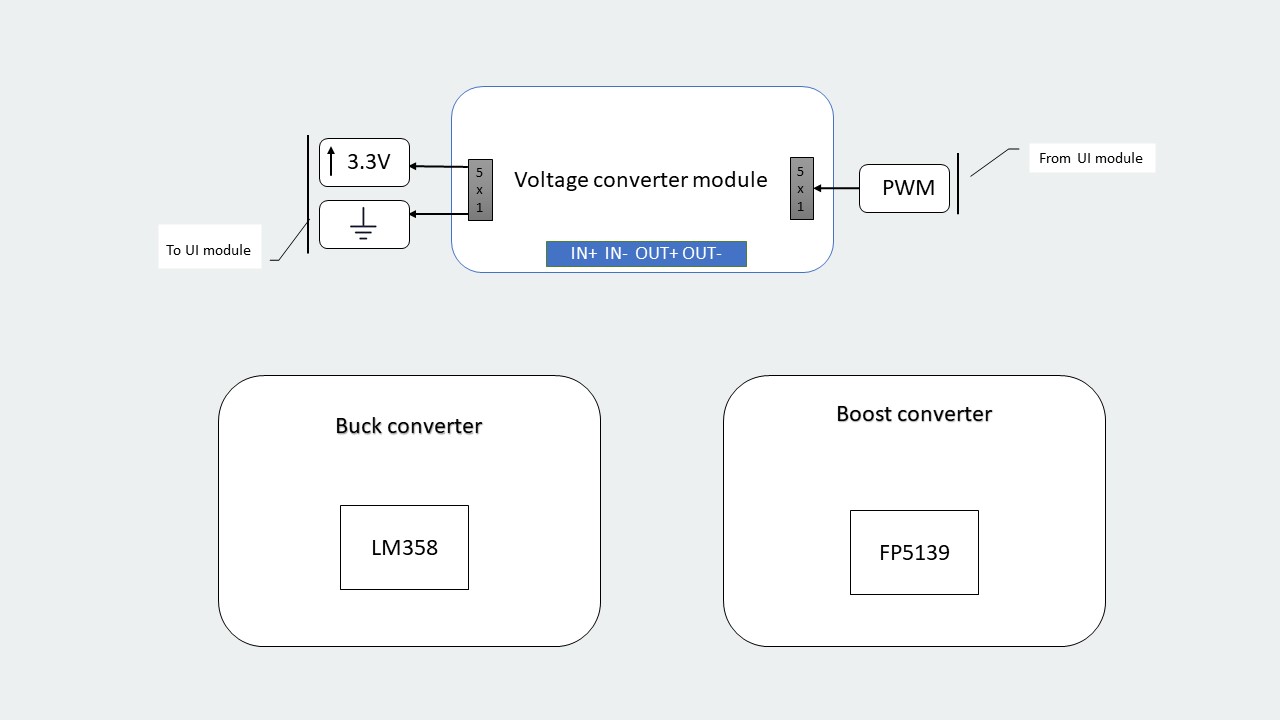 3.3V
5
x
1
Voltage converter module
5
x
1
PWM
From UI module
To UI module
IN+ IN- OUT+ OUT-
Buck converter
Boost converter
LM358
FP5139